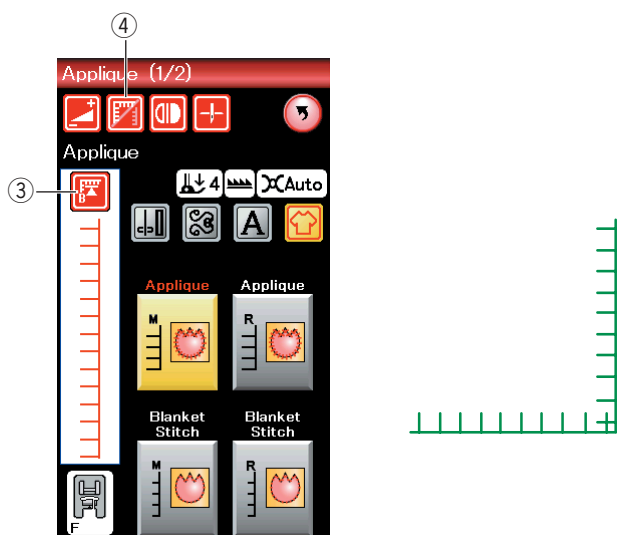 ④
Applique (1/2)
Applique
③
B
4
Auto
A
Applique Applique
M R
Blanket Stitch Blanket Stitch
M R
F